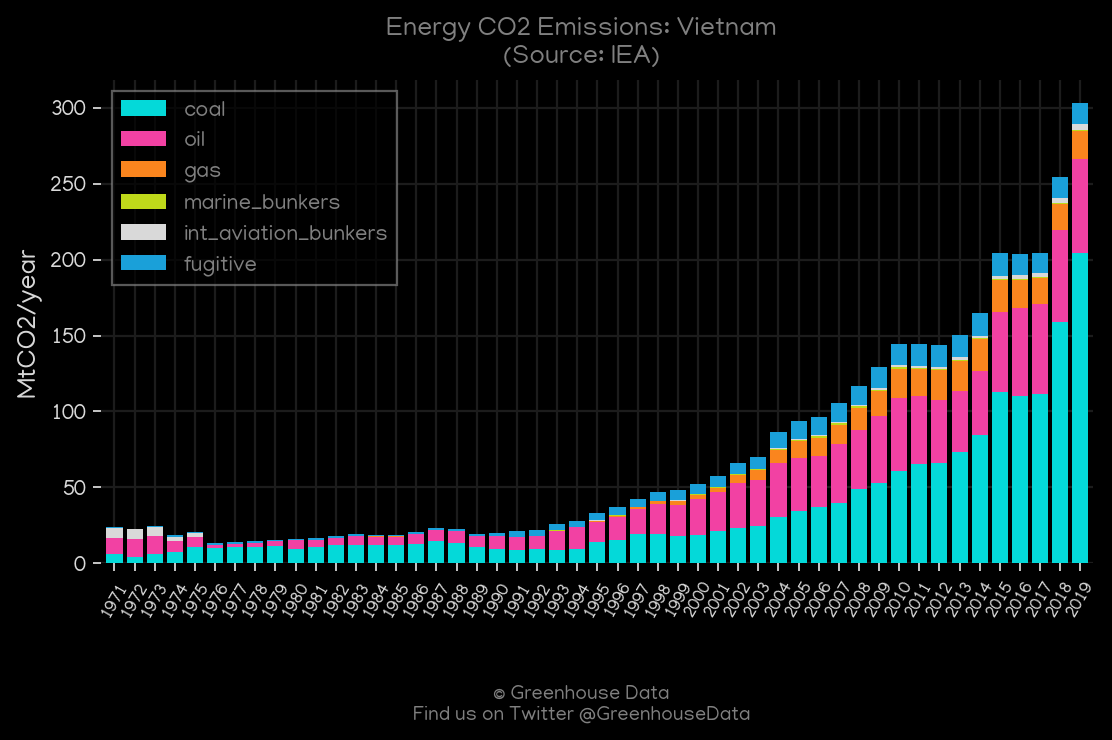 Energy CO2 Emissions: Vietnam
(Source: IEA)
coal
oil
gas
marine_bunkers
int_aviation_bunkers
fugitive
MtCO2/year
300
250
200
150
100
50
0
1971 1972 1973 1974 1975 1976 1977 1978 1979 1980 1981 1982 1983 1984 1985 1986 1987 1988 1989 1990 1991 1992 1993 1994 1995 1996 1997 1998 1999 2000 2001 2002 2003 2004 2005 2006 2007 2008 2009 2010 2011 2012 2013 2014 2015 2016 2017 2018 2019
© Greenhouse Data
Find us on Twitter @GreenhouseData